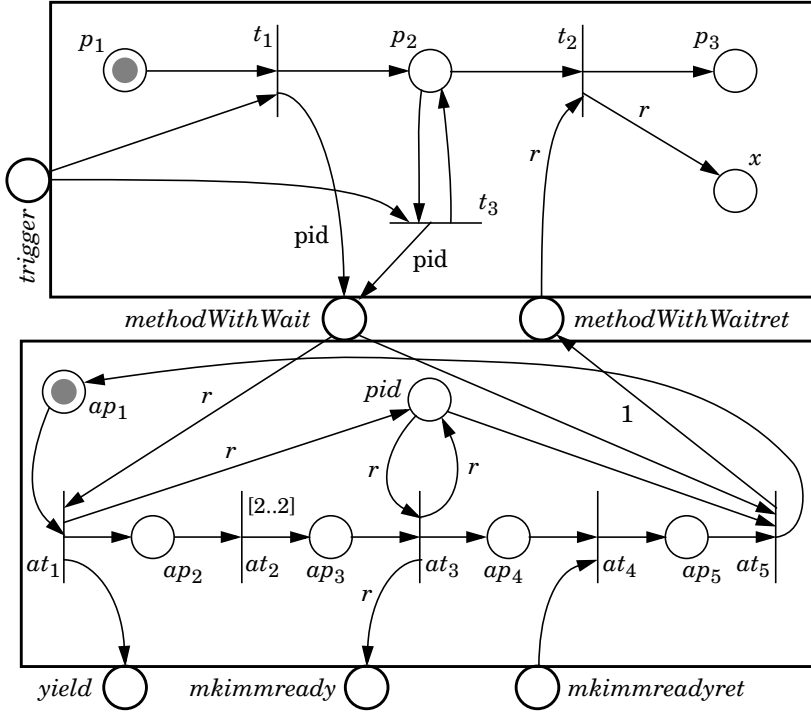 p1 t1 p2 t2 p3
r
r x
t3
trigger
pid pid
methodWithWait methodWithWaitret
ap1 pid
r 1
r
r r
[2..2]
at1 ap2 at2 ap3 at3 ap4 at4 ap5 at5
r
yield mkimmready mkimmreadyret